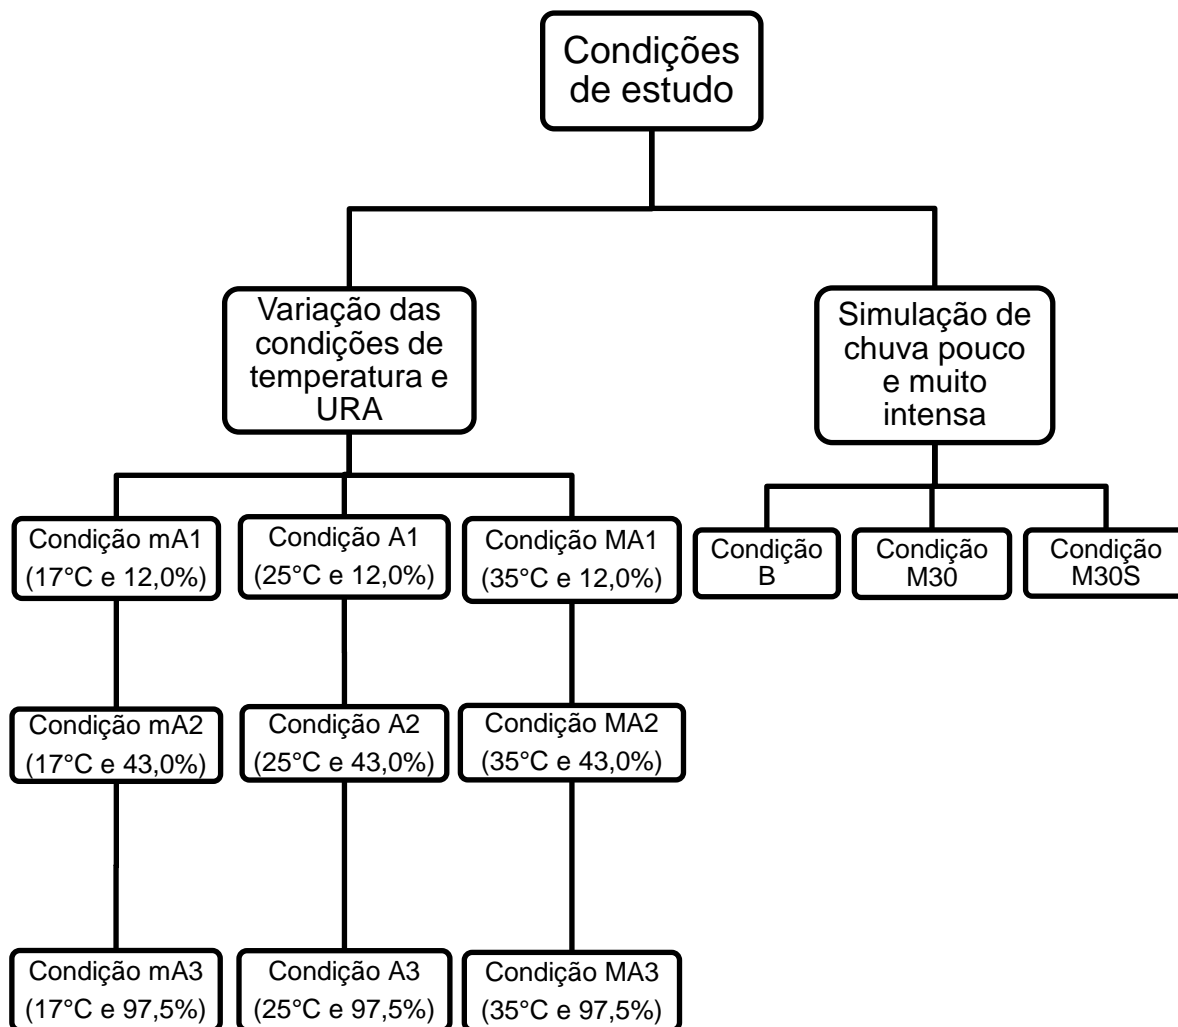 Condições
de estudo
Variação das
condições de
temperatura e
URA
Simulação de
chuva pouco
e muito
intensa
Condição mA1
(17°C e 12,0%)
Condição A1
(25°C e 12,0%)
Condição MA1
(35°C e 12,0%)
Condição
B
Condição
M30
Condição
M30S
Condição mA2
(17°C e 43,0%)
Condição A2
(25°C e 43,0%)
Condição MA2
(35°C e 43,0%)
Condição mA3
(17°C e 97,5%)
Condição A3
(25°C e 97,5%)
Condição MA3
(35°C e 97,5%)